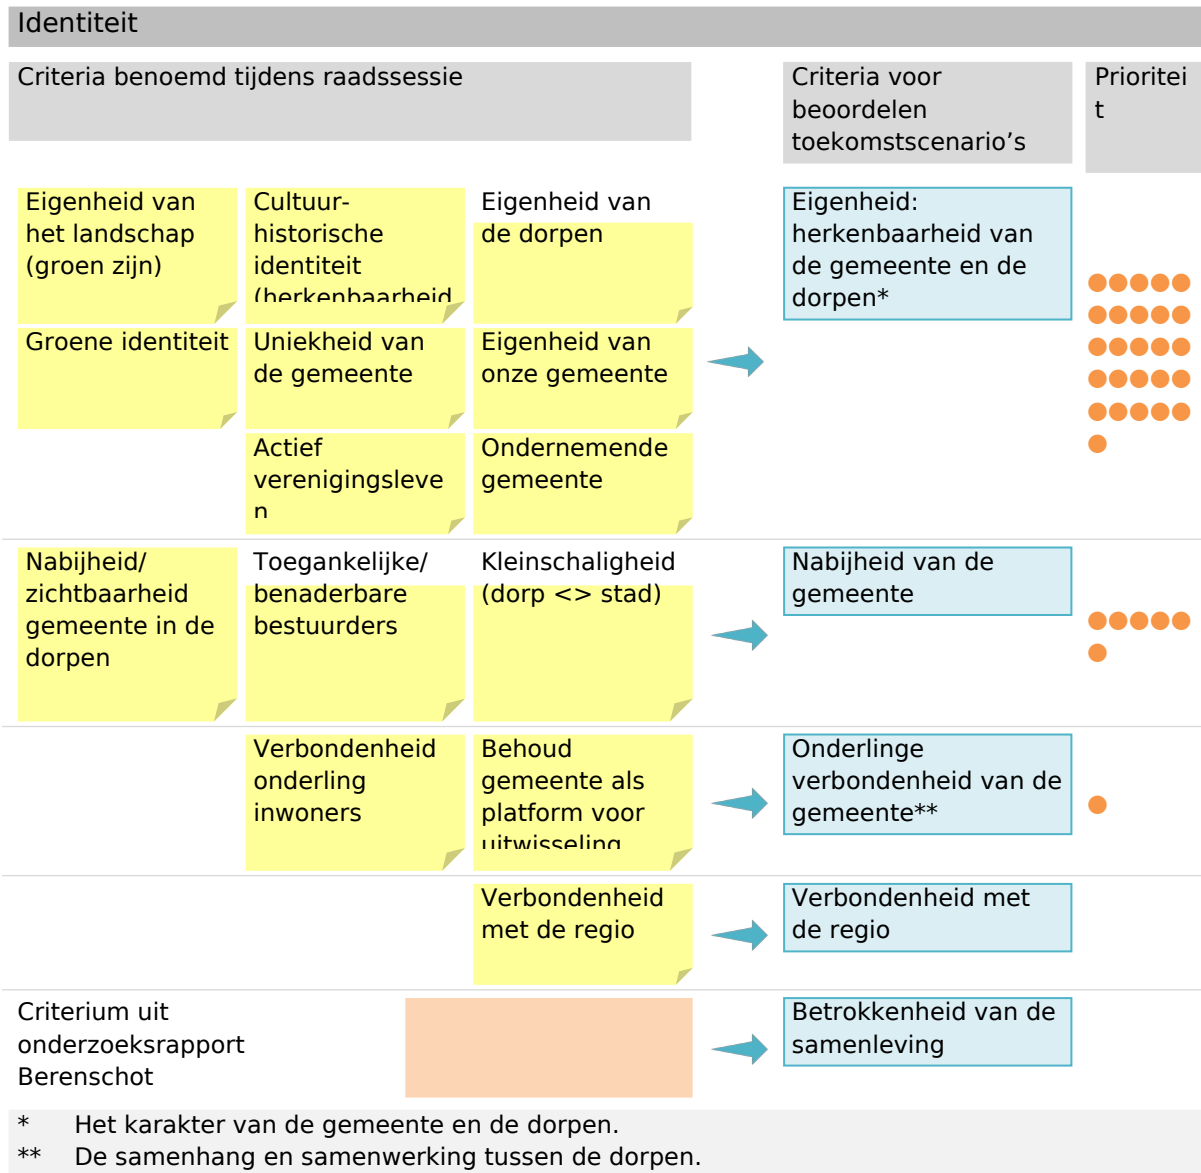 Identiteit
Criteria benoemd tijdens raadssessie
Criteria voor
beoordelen
toekomstscenario's
Prioritei
t
Eigenheid van
het landschap
(groen zijn)
Cultuur-
historische
identiteit
(herkenbaarheid
Eigenheid van
de dorpen
Eigenheid:
herkenbaarheid van
de gemeente en de
dorpen*
Groene identiteit
Uniekheid van
de gemeente
Eigenheid van
onze gemeente
Actief
verenigingsleve
n
Ondernemende
gemeente
Nabijheid/
zichtbaarheid
gemeente in de
dorpen
Toegankelijke/
benaderbare
bestuurders
Kleinschaligheid
(dorp <> stad)
Nabijheid van de
gemeente
Verbondenheid
onderling
inwoners
Behoud
gemeente als
platform voor
uitwisseling
Onderlinge
verbondenheid van de
gemeente**
Verbondenheid
met de regio
Verbondenheid met
de regio
Criterium uit
onderzoeksrapport
Berenschot
Betrokkenheid van de
samenleving
* Het karakter van de gemeente en de dorpen.
** De samenhang en samenwerking tussen de dorpen.